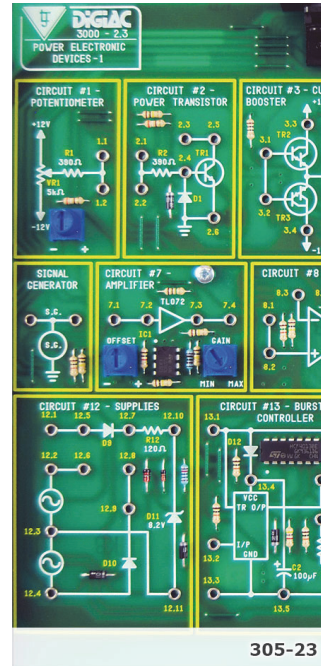 DIGIAC
3000 - 2.3
POWER ELECTRONIC
DEVICES-1
CIRCUIT #1 -
POTENTIOMETER
+12V
R1
390Ω
1.1
VR1
5kΩ
1.2
-12V
- +
CIRCUIT #2 -
POWER TRANSISTOR
2.3 2.5
2.1
R2
390Ω
2.4
TR1
2.2
D1
2.6
CIRCUIT #3 - CU
BOOSTER
3.3
TR2
3.1
3.2
TR3
3.4
SIGNAL
GENERATOR
S.G.
S.G.
CIRCUIT #7 -
AMPLIFIER
TL072
7.1 7.2 7.3 7.4
IC1
OFFSET
GAIN
- +
MIN MAX
CIRCUIT #8
8.3
8.1
8.2
CIRCUIT #12 - SUPPLIES
12.1 12.5 12.7 12.10
D9
R12
120Ω
12.2 12.6 12.8
12.9
D11
8.2V
12.3
D10
12.4
12.11
CIRCUIT #13 - BURST
CONTROLLER
13.1
D12
13.4
VCC
TR O/P
I/P
GND
13.2
C2
100µF
13.3
13.5
305-23